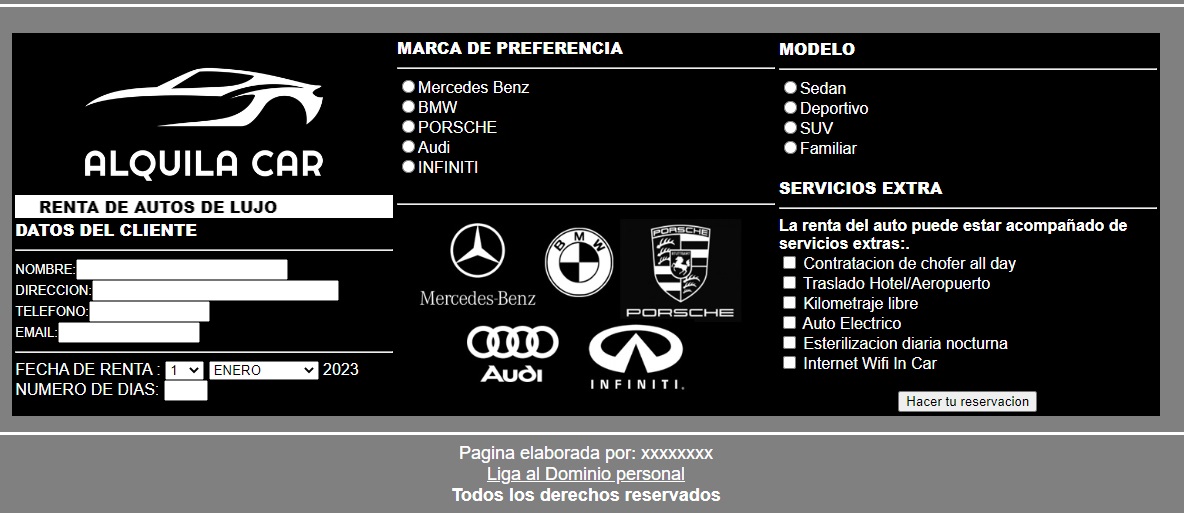 ALQUILA CAR
RENTA DE AUTOS DE LUJO
DATOS DEL CLIENTE
NOMBRE:
DIRECCION:
TELEFONO:
EMAIL:
FECHA DE RENTA : 1 ENERO 2023
NUMERO DE DIAS:
MARCA DE PREFERENCIA
Mercedes Benz
BMW
PORSCHE
Audi
INFINITI
Mercedes-Benz
BMW
PORSCHE
STUTTGART
PORSCHE
Audi
INFINITI.
MODELO
Sedan
Deportivo
SUV
Familiar
SERVICIOS EXTRA
La renta del auto puede estar acompañado de
servicios extras:.
Contratacion de chofer all day
Traslado Hotel/Aeropuerto
Kilometraje libre
Auto Electrico
Esterilizacion diaria nocturna
Internet Wifi In Car
Hacer tu reservacion
Pagina elaborada por: xxxxxxxx
Liga al Dominio personal
Todos los derechos reservados